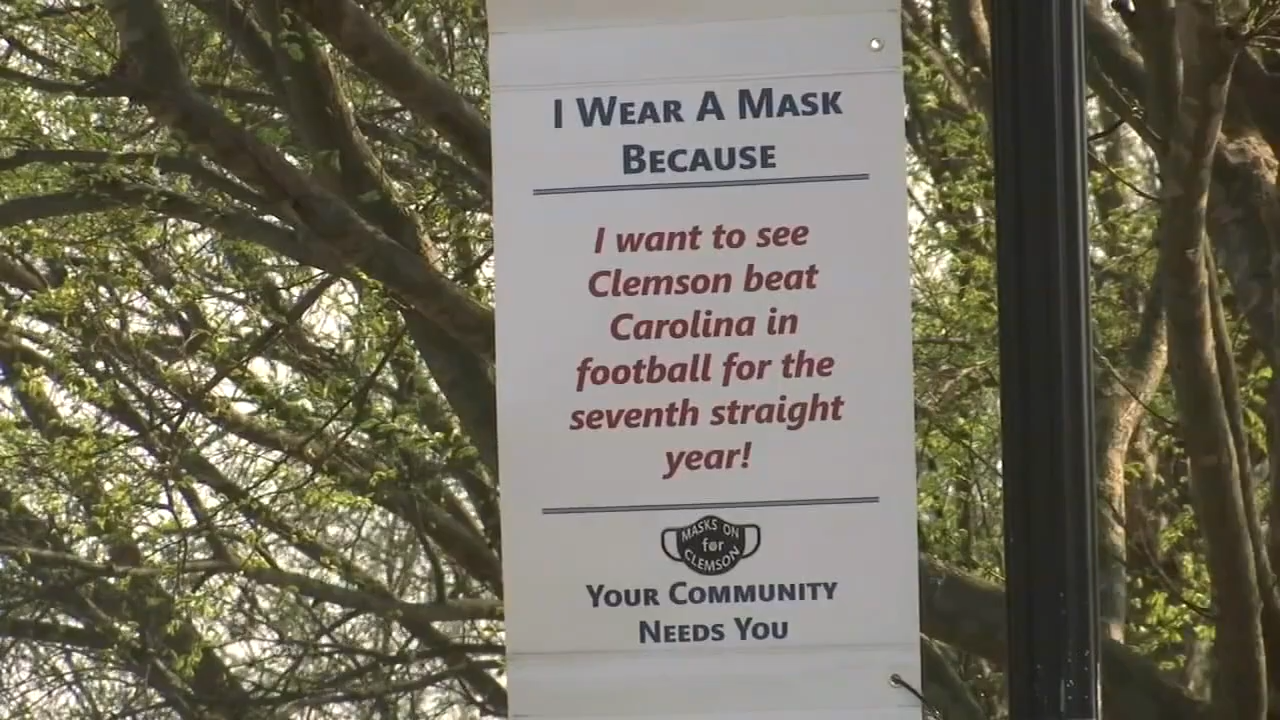 I WEAR A MASK
BECAUSE
I want to see
Clemson beat
Carolina in
football for the
seventh straight
year!
MASKS ON
for
CLEMSON
YOUR COMMUNITY
NEEDS YOU